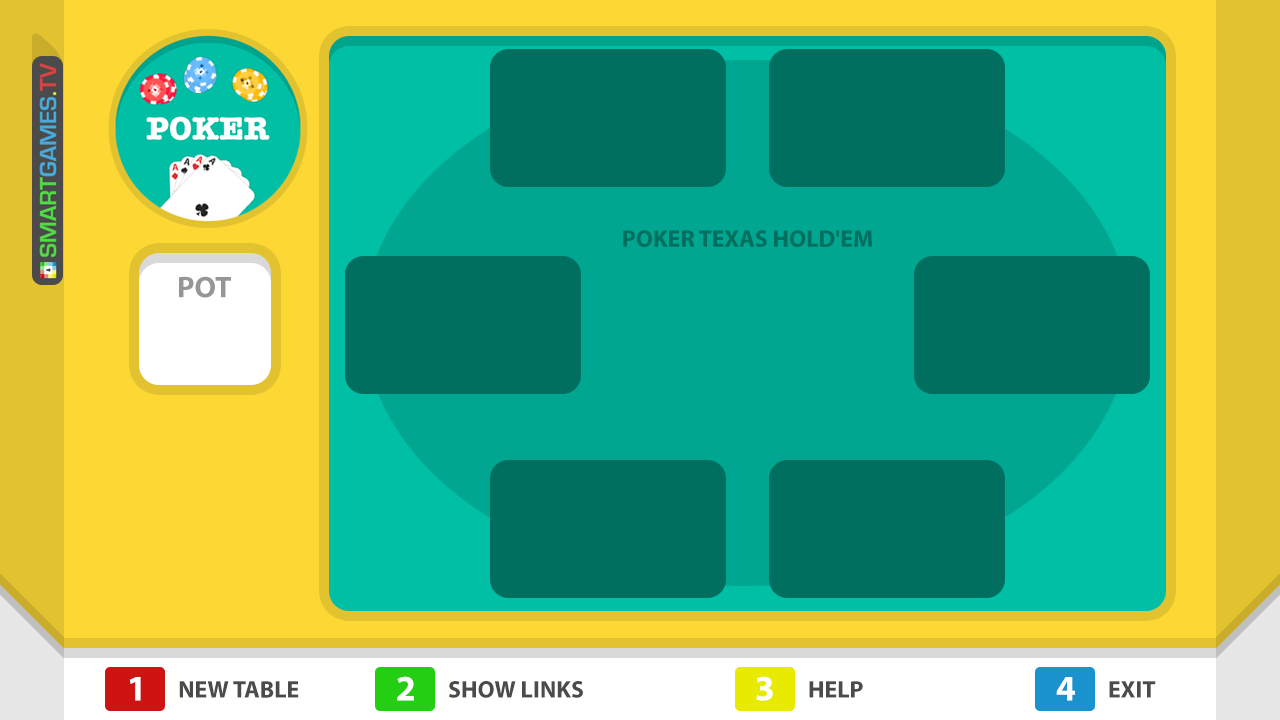 SMARTGAMES.TV
POKER
POT
POKER TEXAS HOLD'EM
1 NEW TABLE
2 SHOW LINKS
3 HELP
4 EXIT